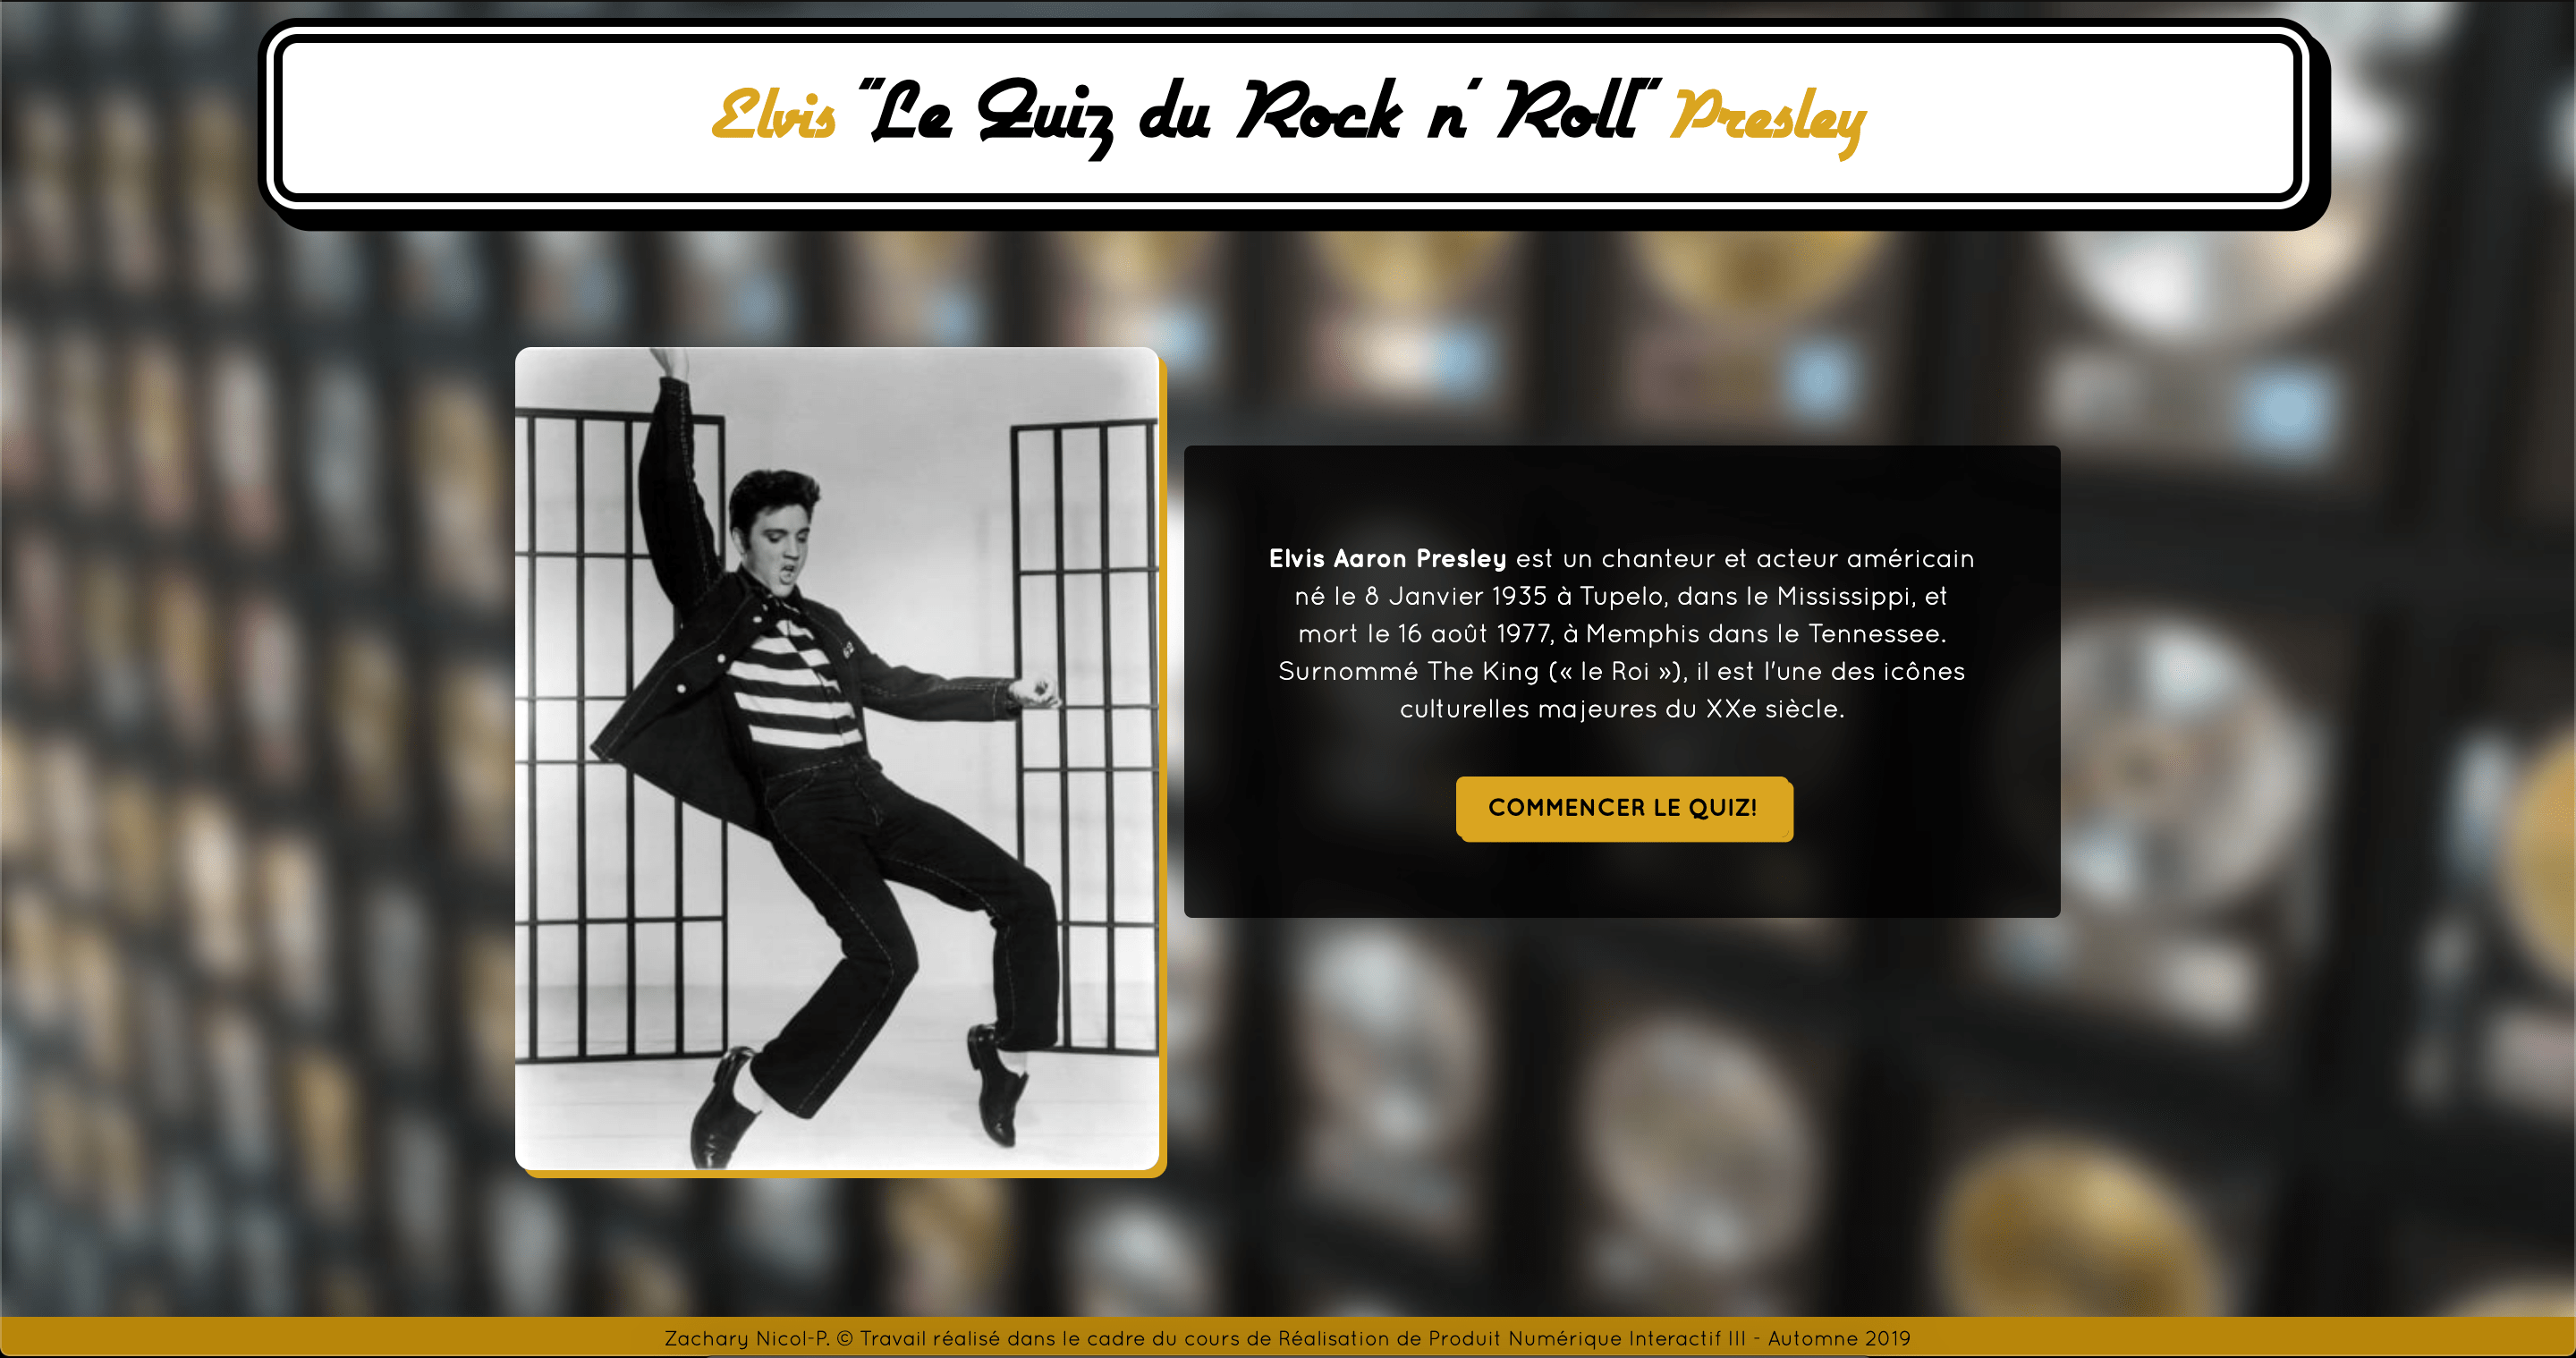 Elvis "Le Quiz du Rock n' Roll" Presley
Elvis Aaron Presley est un chanteur et acteur américain
né le 8 Janvier 1935 à Tupelo, dans le Mississippi, et
mort le 16 août 1977, à Memphis dans le Tennessee.
Surnommé The King (« le Roi »), il est l'une des icônes
culturelles majeures du XXe siècle.
COMMENCER LE QUIZ!
Zachary Nicol-P. © Travail réalisé dans le cadre du cours de Réalisation de Produit Numérique Interactif III - Automne 2019